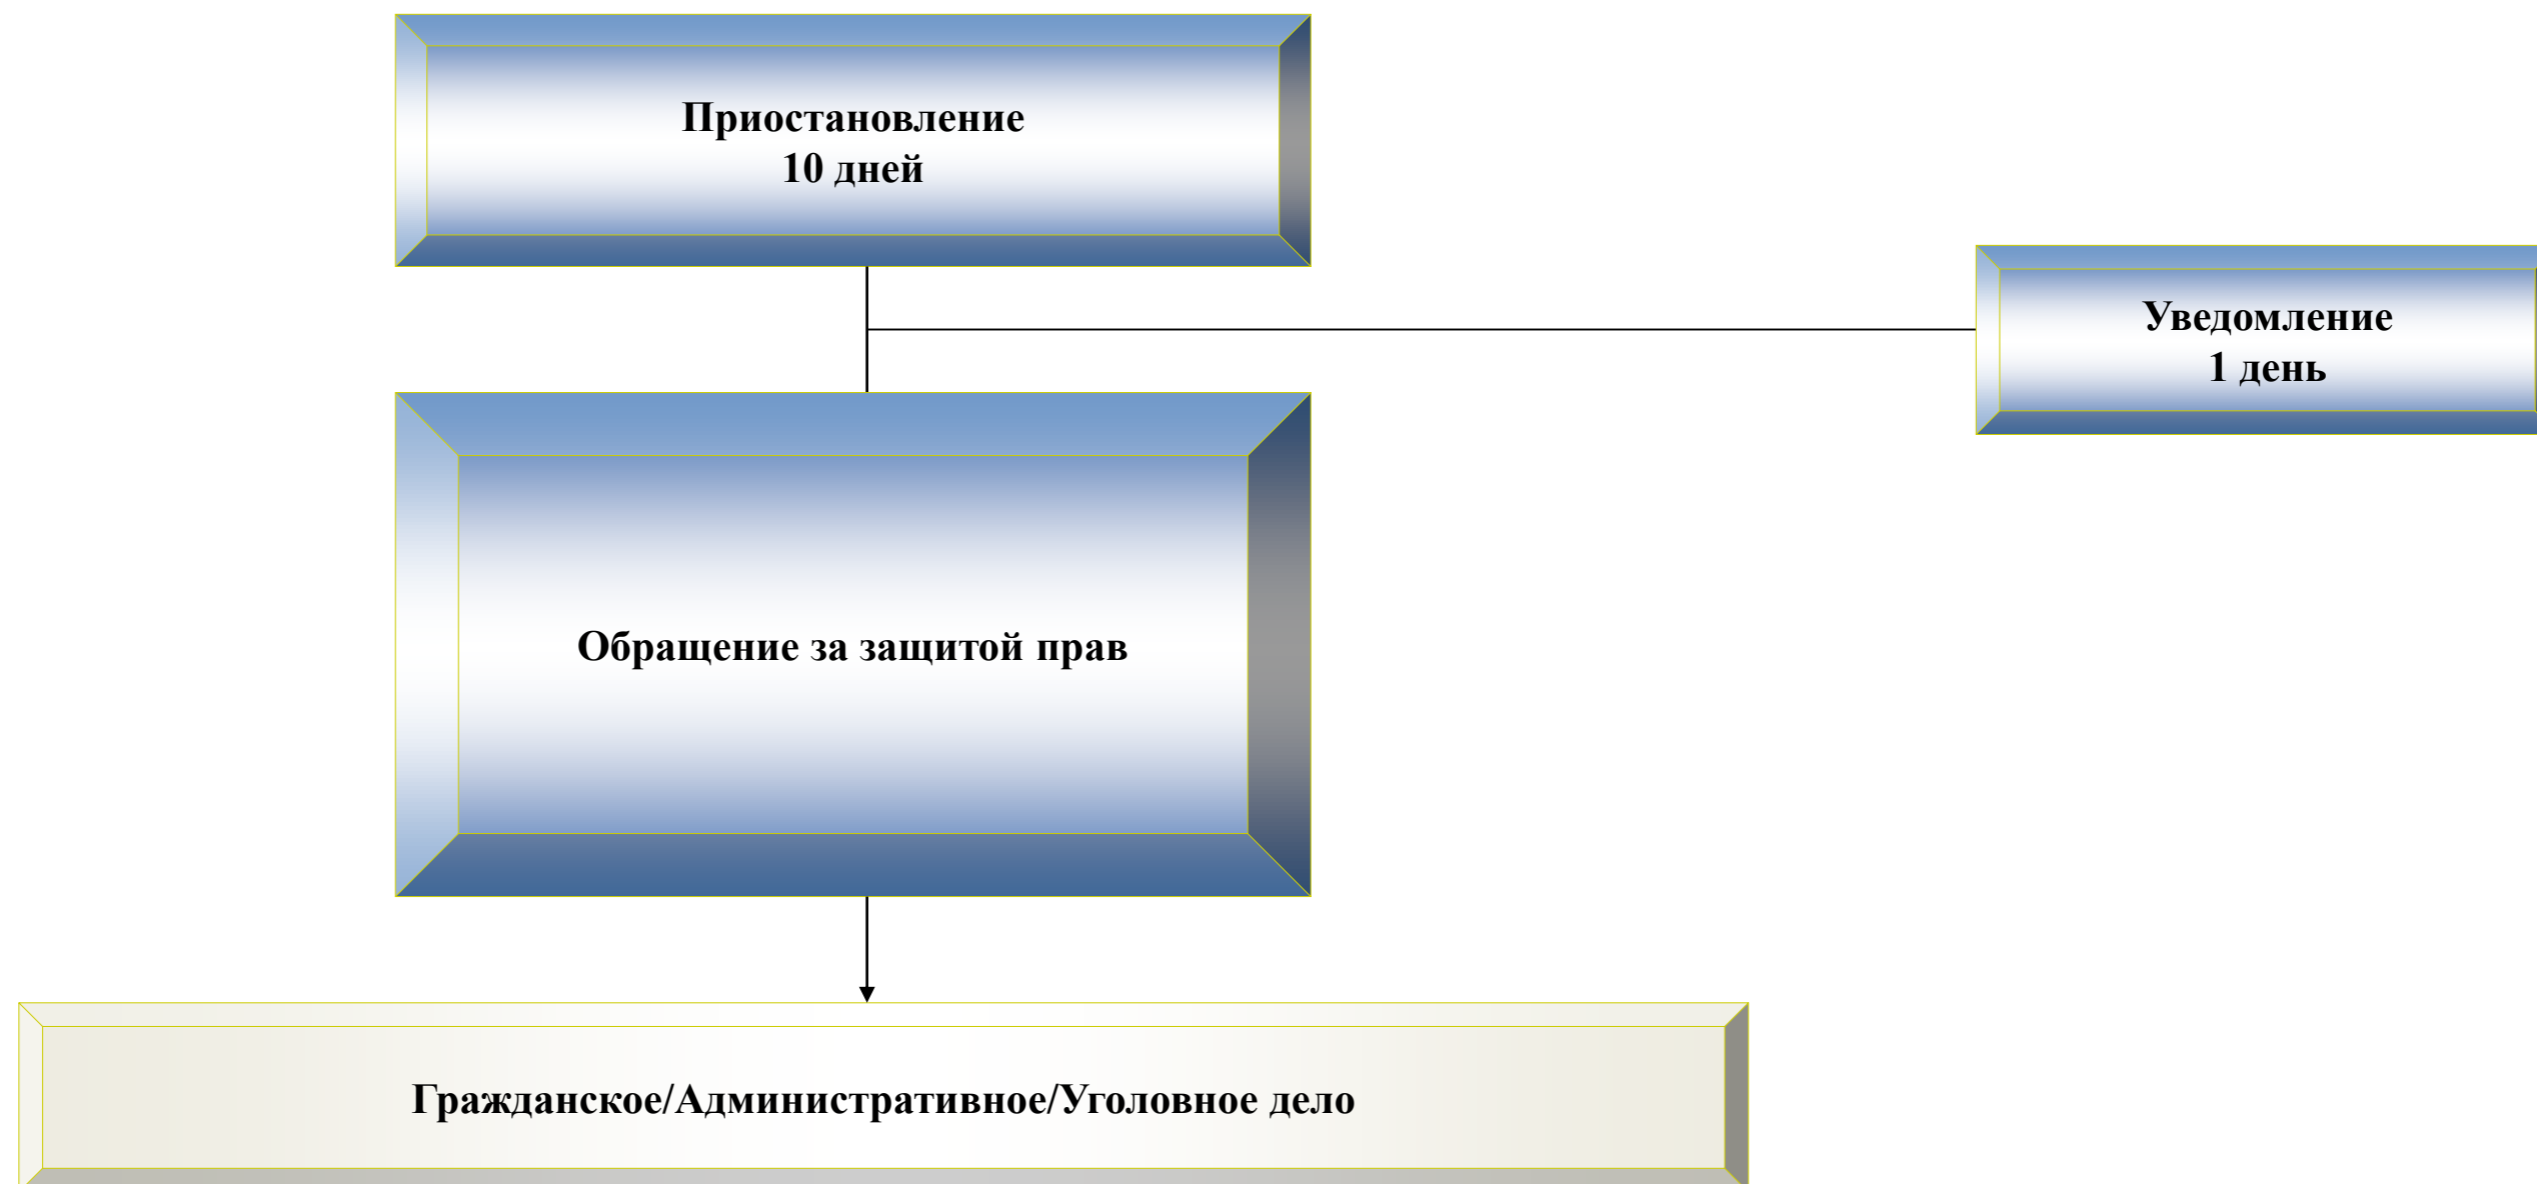 Приостановление
10 дней
Уведомление
1 день
Обращение за защитой прав
Гражданское/Административное/Уголовное дело